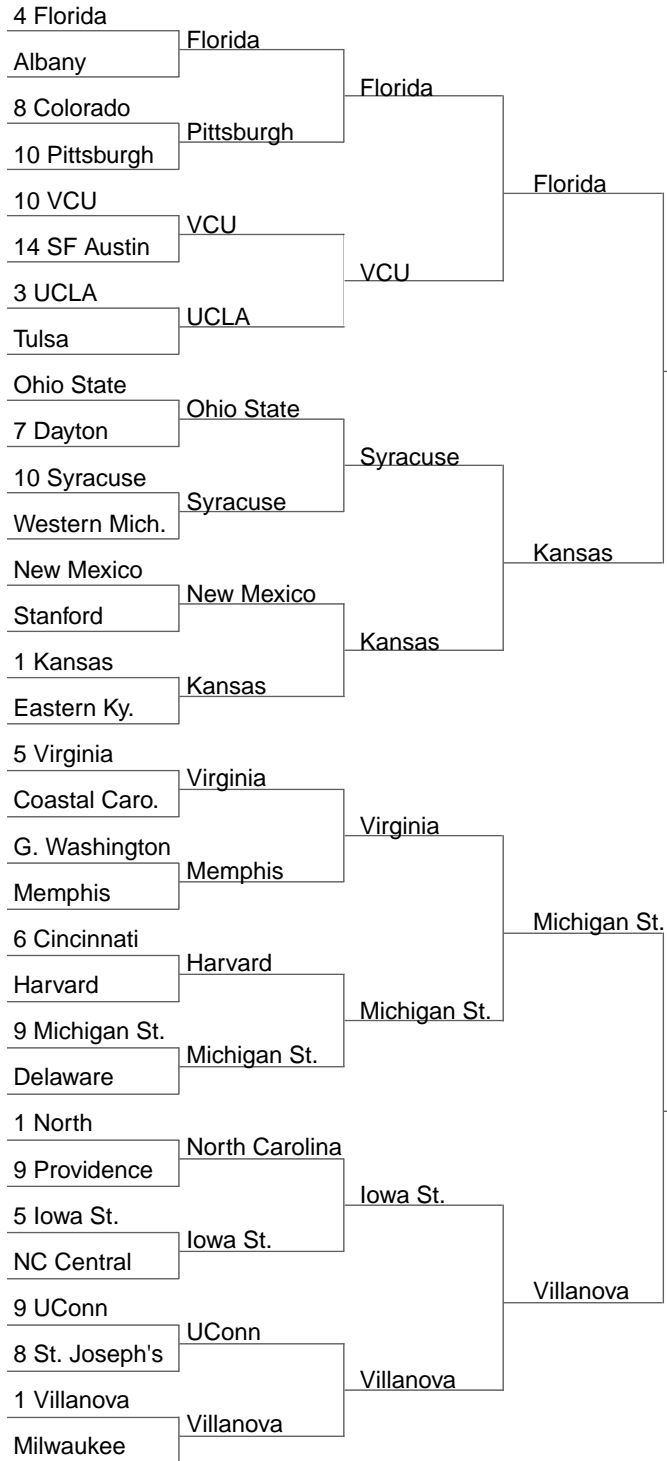 4 Florida
Albany
8 Colorado
10 Pittsburgh
10 VCU
14 SF Austin
3 UCLA
Tulsa
Ohio State
7 Dayton
10 Syracuse
Western Mich.
New Mexico
Stanford
1 Kansas
Eastern Ky.
5 Virginia
Coastal Caro.
G. Washington
Memphis
6 Cincinnati
Harvard
9 Michigan St.
Delaware
1 North
9 Providence
5 Iowa St.
NC Central
9 UConn
8 St. Joseph's
1 Villanova
Milwaukee
Florida
Pittsburgh
VCU
UCLA
Ohio State
Syracuse
New Mexico
Kansas
Virginia
Memphis
Harvard
Michigan St.
North Carolina
Iowa St.
UConn
Villanova
Florida
VCU
Syracuse
Kansas
Virginia
Michigan St.
Iowa St.
Villanova
Florida
Kansas
Michigan St.
Villanova